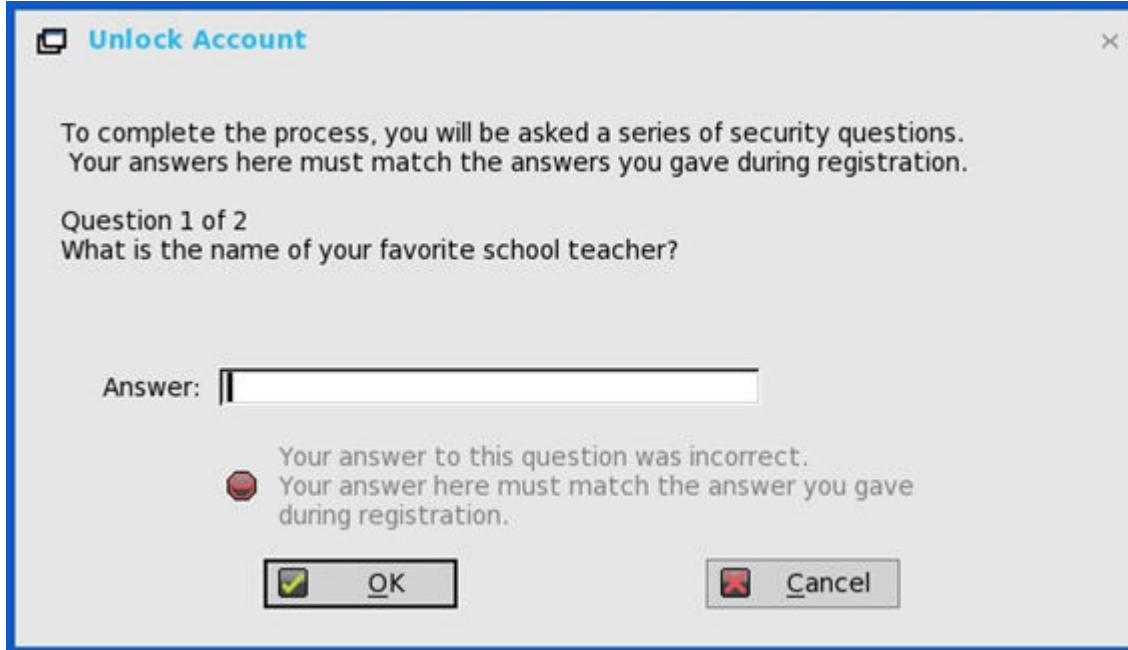 Unlock Account
To complete the process, you will be asked a series of security questions.
Your answers here must match the answers you gave during registration.
Question 1 of 2
What is the name of your favorite school teacher?
Answer:
Your answer to this question was incorrect.
Your answer here must match the answer you gave
during registration.
OK
Cancel